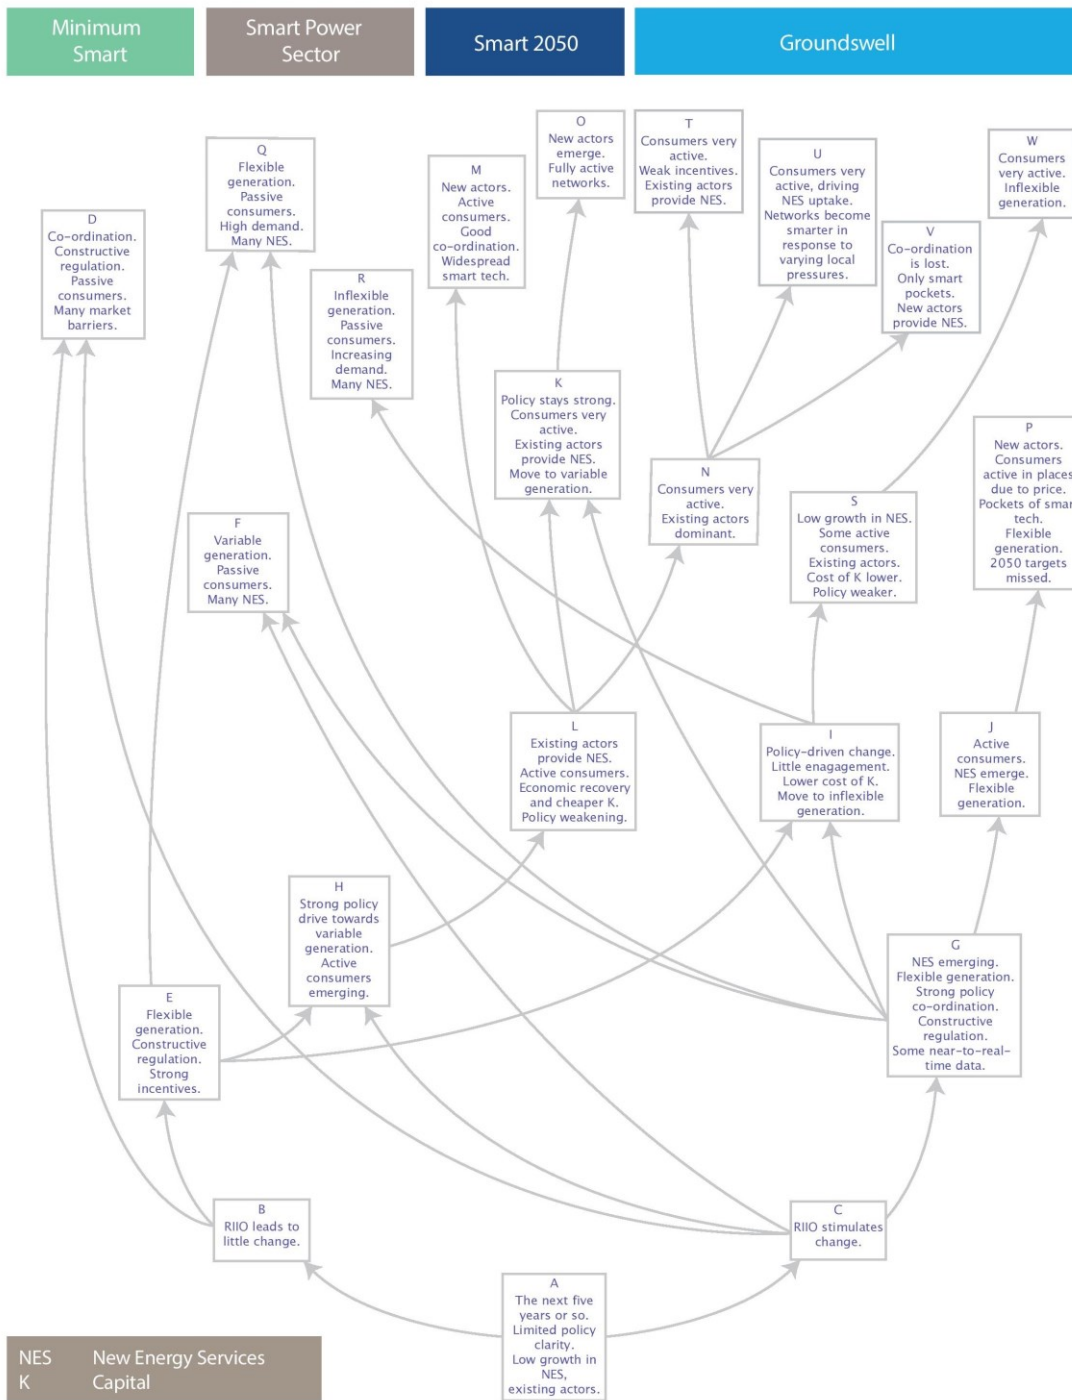 Minimum
Smart
Smart Power
Sector
Smart 2050
Groundswell
O
New actors
emerge.
Fully active
networks.
T
Consumers very
active.
Weak incentives.
Existing actors
provide NES.
W
Consumers
very active.
Inflexible
generation.
Q
Flexible
generation.
Passive
consumers.
High demand.
Many NES.
U
Consumers very
active, driving
NES uptake.
Networks become
smarter in
response to
varying local
pressures.
M
New actors.
Active
consumers.
Good
co-ordination.
Widespread
smart tech.
D
Co-ordination.
Constructive
regulation.
Passive
consumers.
Many market
barriers.
V
Co-ordination
is lost.
Only smart
pockets.
New actors
provide NES.
R
Inflexible
generation.
Passive
consumers.
Increasing
demand.
Many NES.
K
Policy stays strong.
Consumers very
active.
Existing actors
provide NES.
Move to variable
generation.
P
New actors.
Consumers
active in places
due to price.
Pockets of smart
tech.
Flexible
generation.
2050 targets
missed.
N
Consumers very
active.
Existing actors
dominant.
S
Low growth in NES.
Some active
consumers.
Existing actors.
Cost of K lower.
Policy weaker.
F
Variable
generation.
Passive
consumers.
Many NES.
L
Existing actors
provide NES.
Active consumers.
Economic recovery
and cheaper K.
Policy weakening.
I
Policy-driven change.
Little enagagement.
Lower cost of K.
Move to inflexible
generation.
J
Active
consumers.
NES emerge.
Flexible
generation.
H
Strong policy
drive towards
variable
generation.
Active
consumers
emerging.
G
NES emerging.
Flexible generation.
Strong policy
co-ordination.
Constructive
regulation.
Some near-to-real-
time data.
E
Flexible
generation.
Constructive
regulation.
Strong
incentives.
B
RIIO leads to
little change.
C
RIIO stimulates
change.
A
The next five
years or so.
Limited policy
clarity.
Low growth in
NES,
existing actors.
NES New Energy Services
K Capital